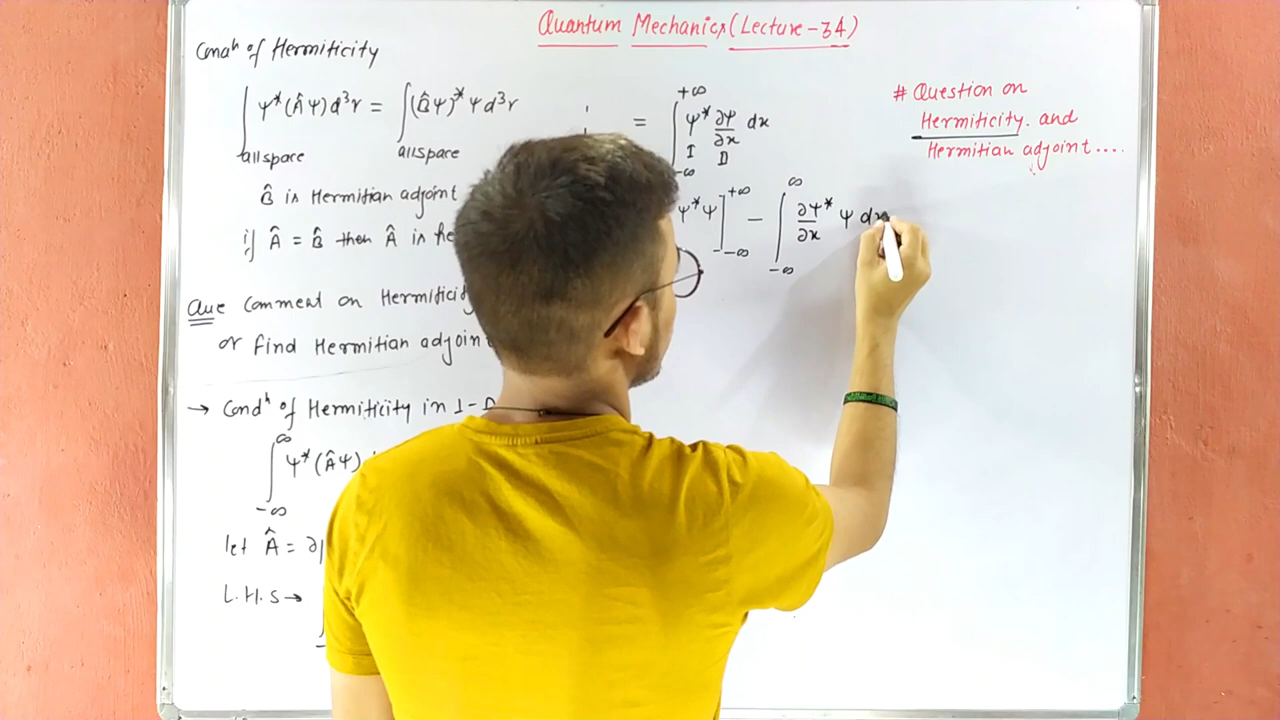 Quantum Mechanics (Lecture-34)
Condⁿ of Hermiticity
∫ ψ*(Âψ)d³r = ∫(B̂ψ)* ψ d³r
allspace allspace
B̂ is Hermitian adjoint
if Â = B̂ then Â is He
Que Comment on Hermiticity
or find Hermitian adjoint
→ Condⁿ of Hermiticity in 1-D
∞
∫ ψ*(Âψ)
-∞
let Â = ∂
L.H.S →
+∞
= ∫ ψ* ∂ψ/∂x dx
I II
-∞
ψ*ψ]+∞ -∞ - ∫∞ -∞ ∂ψ*/∂x ψ dx
# Question on
Hermiticity. and
Hermitian adjoint....